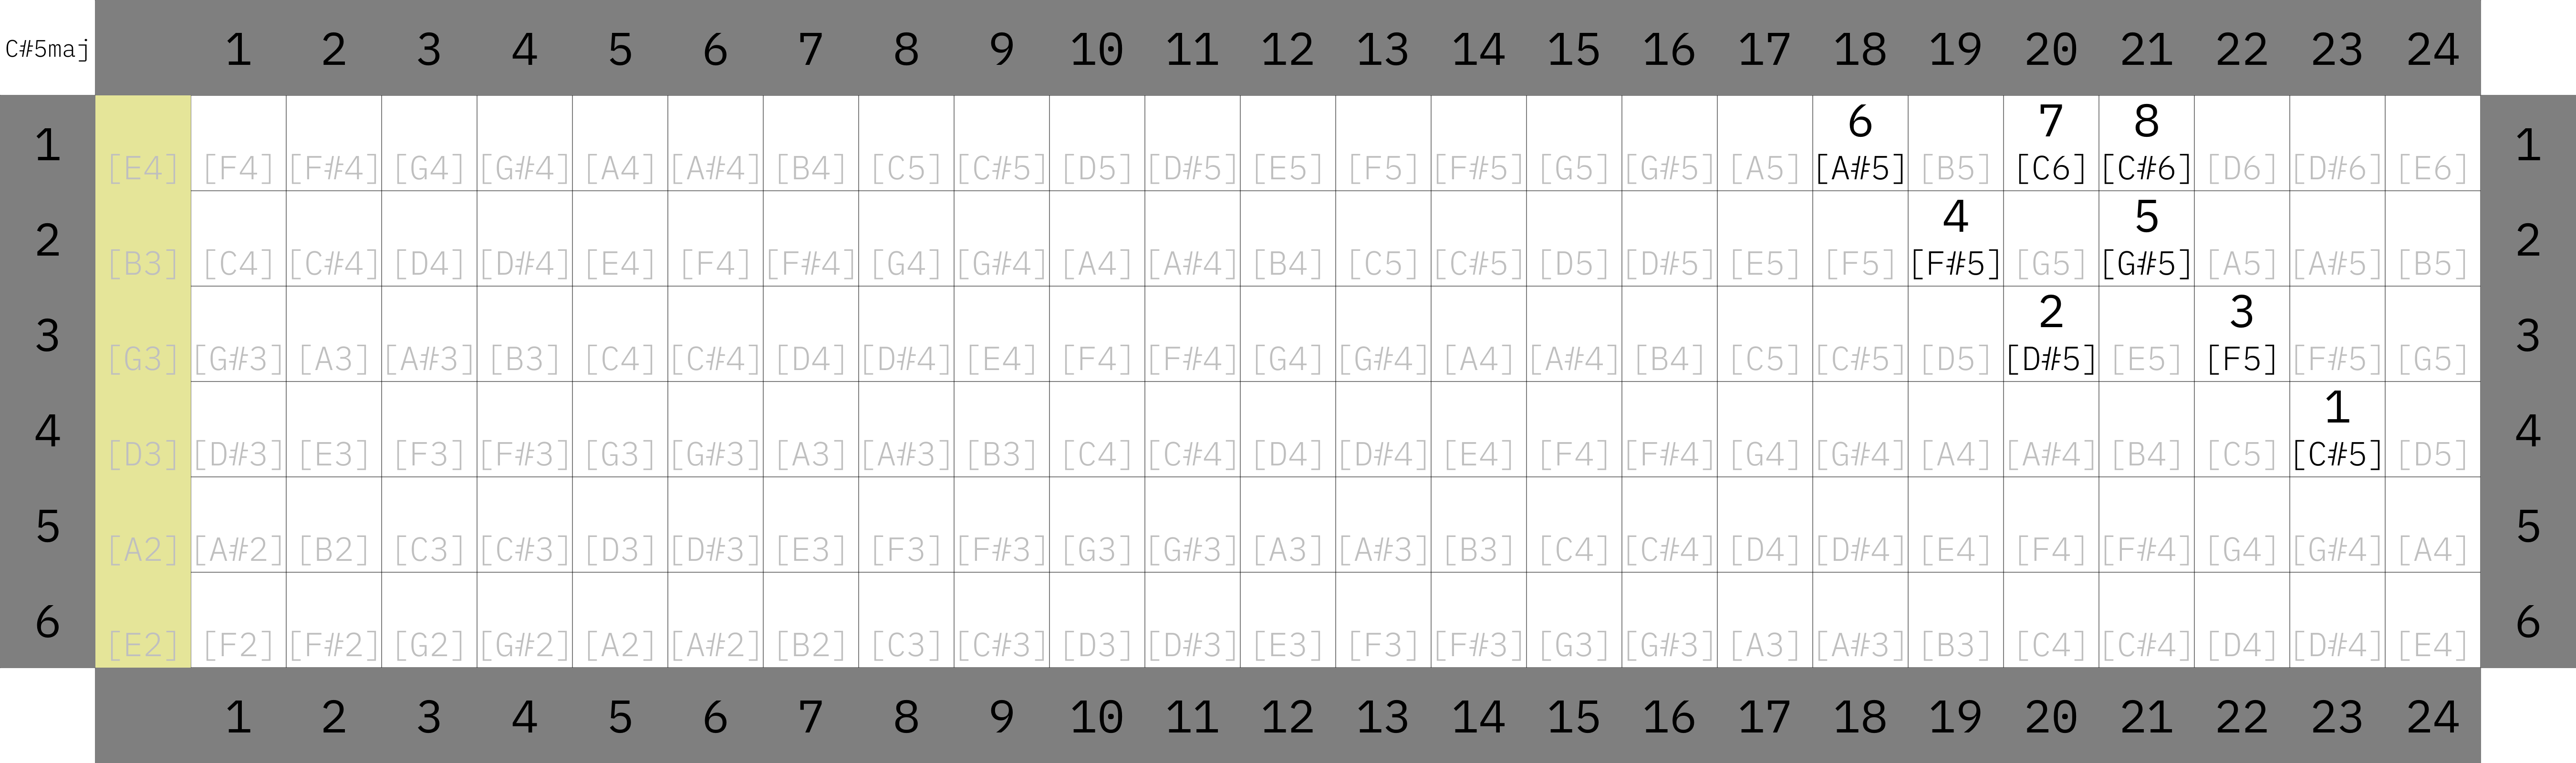 C#5maj 1 2 3 4 5 6 7 8 9 10 11 12 13 14 15 16 17 18 19 20 21 22 23 24
6 7 8
1 [E4] [F4] [F#4] [G4] [G#4] [A4] [A#4] [B4] [C5] [C#5] [D5] [D#5] [E5] [F5] [F#5] [G5] [G#5] [A5] [A#5] [B5] [C6] [C#6] [D6] [D#6] [E6] 1
4 5
2 [B3] [C4] [C#4] [D4] [D#4] [E4] [F4] [F#4] [G4] [G#4] [A4] [A#4] [B4] [C5] [C#5] [D5] [D#5] [E5] [F5] [F#5] [G5] [G#5] [A5] [A#5] [B5] 2
2 3
3 [G3] [G#3] [A3] [A#3] [B3] [C4] [C#4] [D4] [D#4] [E4] [F4] [F#4] [G4] [G#4] [A4] [A#4] [B4] [C5] [C#5] [D5] [D#5] [E5] [F5] [F#5] [G5] 3
1
4 [D3] [D#3] [E3] [F3] [F#3] [G3] [G#3] [A3] [A#3] [B3] [C4] [C#4] [D4] [D#4] [E4] [F4] [F#4] [G4] [G#4] [A4] [A#4] [B4] [C5] [C#5] [D5] 4
5 [A2] [A#2] [B2] [C3] [C#3] [D3] [D#3] [E3] [F3] [F#3] [G3] [G#3] [A3] [A#3] [B3] [C4] [C#4] [D4] [D#4] [E4] [F4] [F#4] [G4] [G#4] [A4] 5
6 [E2] [F2] [F#2] [G2] [G#2] [A2] [A#2] [B2] [C3] [C#3] [D3] [D#3] [E3] [F3] [F#3] [G3] [G#3] [A3] [A#3] [B3] [C4] [C#4] [D4] [D#4] [E4] 6
1 2 3 4 5 6 7 8 9 10 11 12 13 14 15 16 17 18 19 20 21 22 23 24